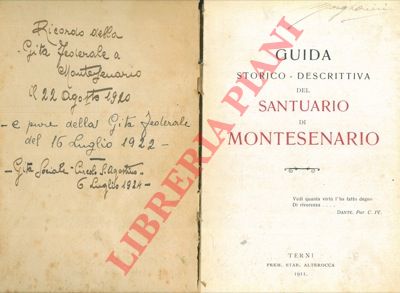 Ricordo della
Gita Federale a
Montesenario
il 22 Agosto 1920
- e pure della Gita Federale
del 16 Luglio 1922 -
- Gita Sociale - Circolo S. Agostino -
6 Luglio 1924 -
GUIDA
STORICO - DESCRITTIVA
DEL
SANTUARIO
DI
MONTESENARIO
Vedi quanta virtù l'ha fatto degno
Di riverenza . . . .
DANTE, Pur C. IV.
TERNI
PREM. STAB. ALTEROCCA
1911.
LIBRERIA PIANI